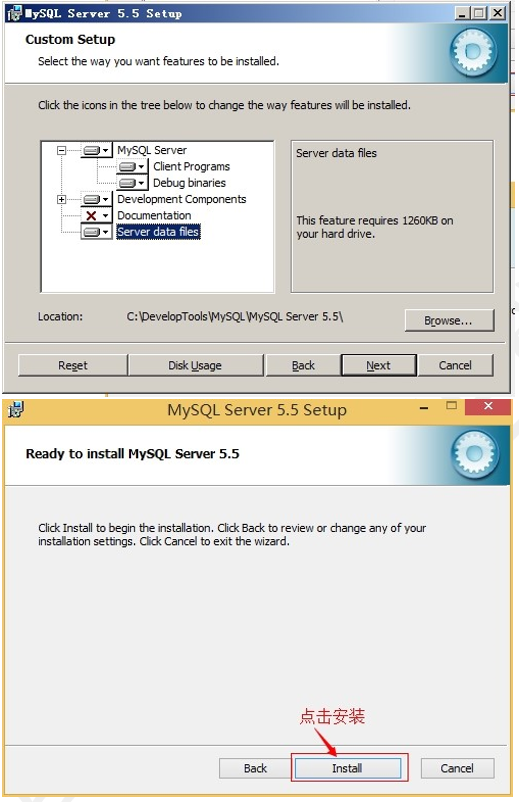 MySQL Server 5.5 Setup
Custom Setup
Select the way you want features to be installed.
Click the icons in the tree below to change the way features will be installed.
MySQL Server
Client Programs
Debug binaries
Development Components
Documentation
Server data files
Server data files
This feature requires 1260KB on
your hard drive.
Location:
C:\DevelopTools\MySQL\MySQL Server 5.5\
Browse...
Reset
Disk Usage
Back
Next
Cancel
MySQL Server 5.5 Setup
Ready to install MySQL Server 5.5
Click Install to begin the installation. Click Back to review or change any of your
installation settings. Click Cancel to exit the wizard.
点击安装
Back
Install
Cancel